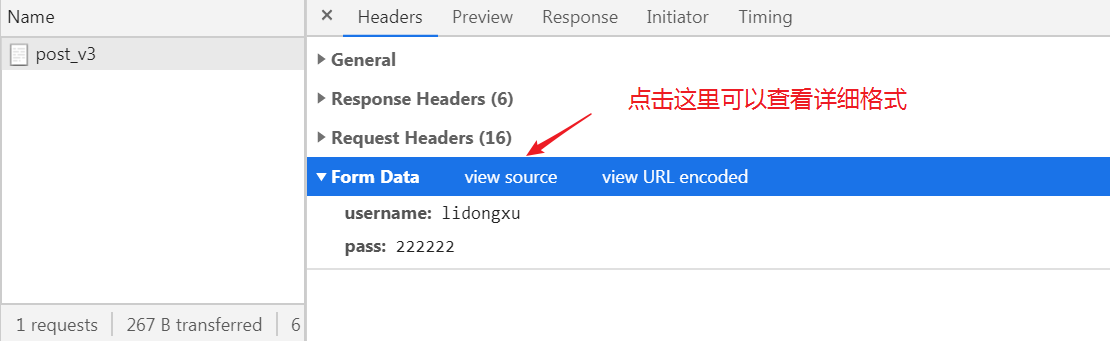 Name
post_v3
1 requests
267 B transferred
6
× Headers Preview Response Initiator Timing
General
Response Headers (6)
点击这里可以查看详细格式
Request Headers (16)
Form Data view source view URL encoded
username: lidongxu
pass: 222222